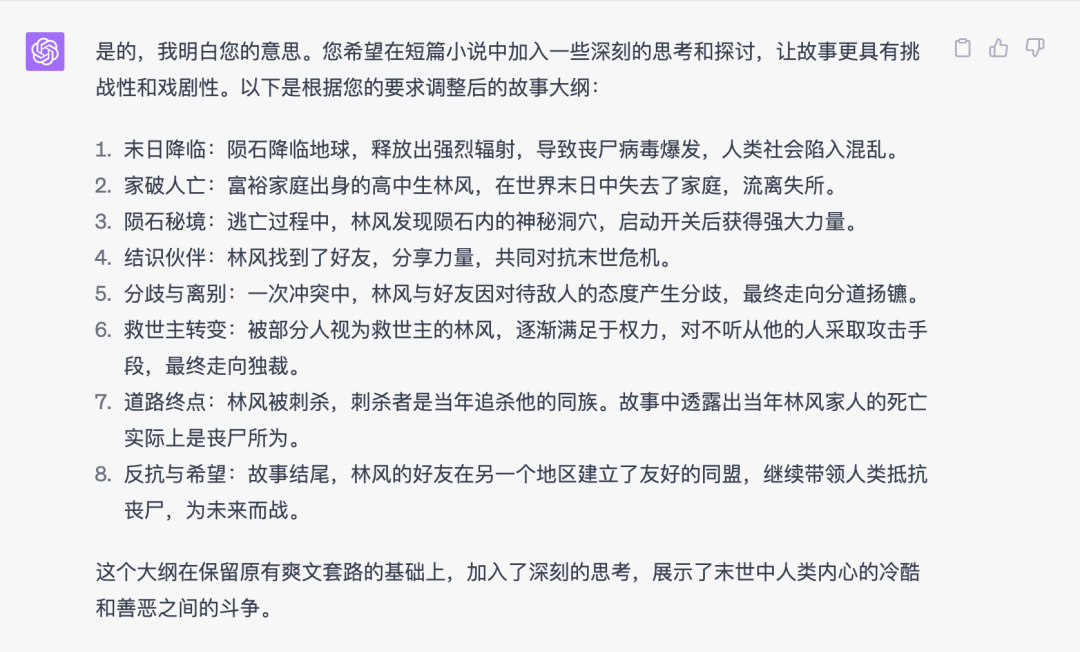 是的，我明白您的意思。您希望在短篇小说中加入一些深刻的思考和探讨，让故事更具有挑
战性和戏剧性。以下是根据您的要求调整后的故事大纲：
1. 末日降临：陨石降临地球，释放出强烈辐射，导致丧尸病毒爆发，人类社会陷入混乱。
2. 家破人亡：富裕家庭出身的高中生林风，在世界末日中失去了家庭，流离失所。
3. 陨石秘境：逃亡过程中，林风发现陨石内的神秘洞穴，启动开关后获得强大力量。
4. 结识伙伴：林风找到了好友，分享力量，共同对抗末世危机。
5. 分歧与离别：一次冲突中，林风与好友因对待敌人的态度产生分歧，最终走向分道扬镳。
6. 救世主转变：被部分人视为救世主的林风，逐渐满足于权力，对不听从他的人采取攻击手
段，最终走向独裁。
7. 道路终点：林风被刺杀，刺杀者是当年追杀他的同族。故事中透露出当年林风家人的死亡
实际上是丧尸所为。
8. 反抗与希望：故事结尾，林风的好友在另一个地区建立了友好的同盟，继续带领人类抵抗
丧尸，为未来而战。
这个大纲在保留原有爽文套路的基础上，加入了深刻的思考，展示了末世中人类内心的冷酷
和善恶之间的斗争。